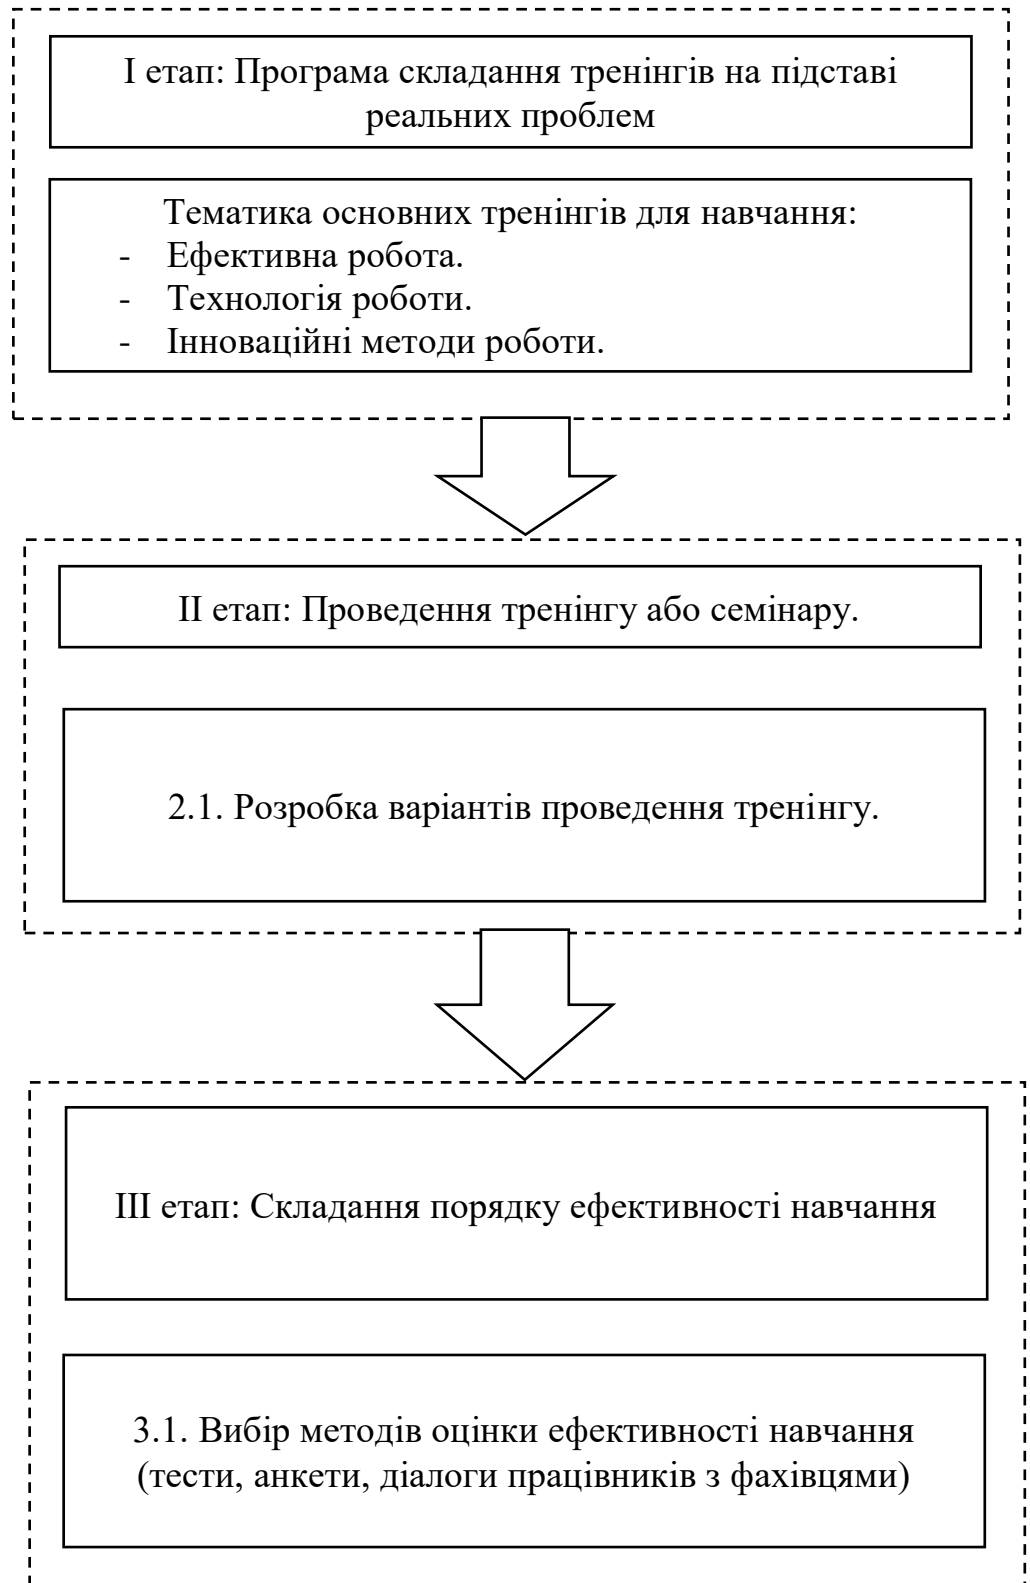 І етап: Програма складання тренінгів на підставі
реальних проблем
Тематика основних тренінгів для навчання:
- Ефективна робота.
- Технологія роботи.
- Інноваційні методи роботи.
ІІ етап: Проведення тренінгу або семінару.
2.1. Розробка варіантів проведення тренінгу.
ІІІ етап: Складання порядку ефективності навчання
3.1. Вибір методів оцінки ефективності навчання
(тести, анкети, діалоги працівників з фахівцями)